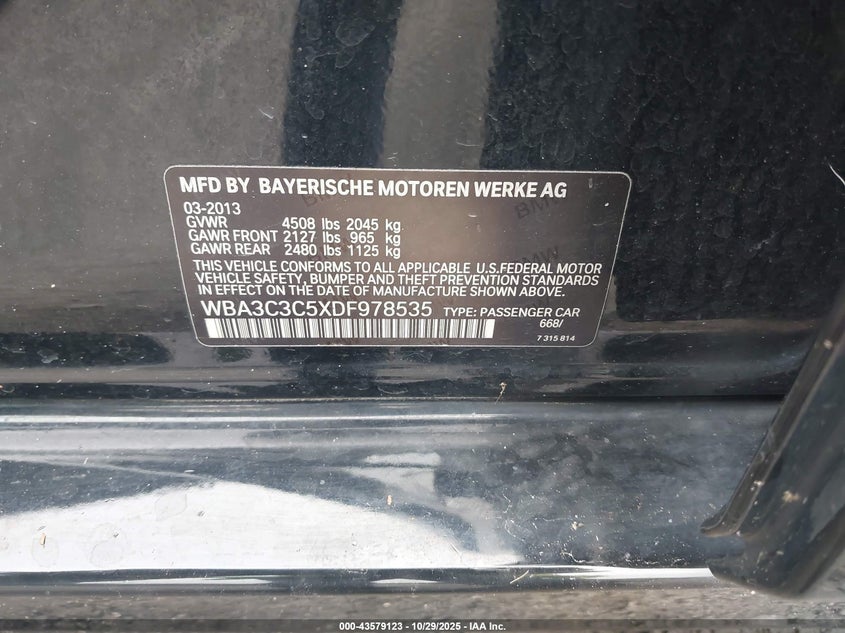 MFD BY BAYERISCHE MOTOREN WERKE AG
03-2013
GVWR 4508 lbs 2045 kg
GAWR FRONT 2127 lbs 965 kg
GAWR REAR 2480 lbs 1125 kg
THIS VEHICLE CONFORMS TO ALL APPLICABLE U.S.FEDERAL MOTOR
VEHICLE SAFETY, BUMPER AND THEFT PREVENTION STANDARDS
IN EFFECT ON THE DATE OF MANUFACTURE SHOWN ABOVE.
WBA3C3C5XDF978535 TYPE: PASSENGER CAR
668/
7 315 814
000-43579123 | 10/29/2025 - IAA Inc.